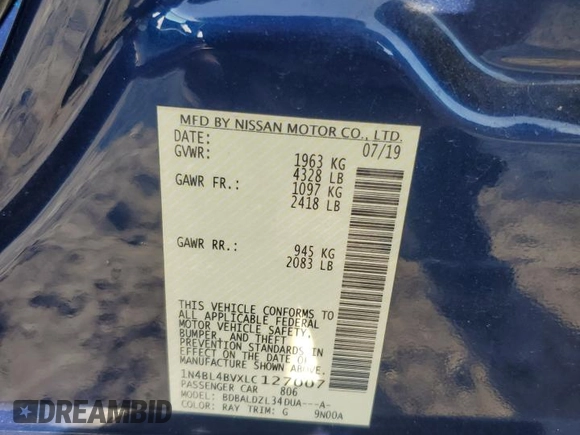 MFD BY NISSAN MOTOR CO., LTD.
DATE: 07/19
GVWR: 1963 KG
4328 LB
GAWR FR.: 1097 KG
2418 LB
GAWR RR.: 945 KG
2083 LB
THIS VEHICLE CONFORMS TO
ALL APPLICABLE FEDERAL
MOTOR VEHICLE SAFETY,
BUMPER, AND THEFT
PREVENTION STANDARDS IN
EFFECT ON THE DATE OF
MANUFACTURE SHOWN ABOVE.
1N4BL4BVXLC127607
PASSENGER CAR 806
MODEL: BDBALDZL34DUA---A-
COLOR: RAY TRIM: G 9N00A
BIDFAX.INFO